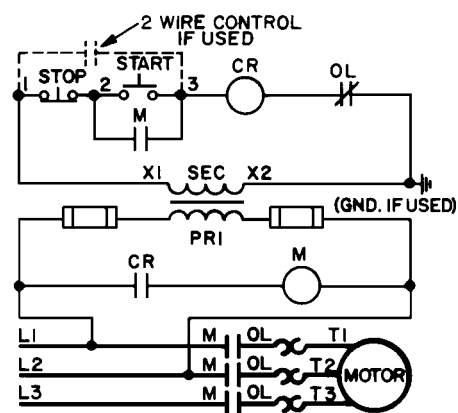 2 WIRE CONTROL
IF USED
STOP START
1 2 3 CR OL
M
X1 SEC X2
(GND. IF USED)
PRI
CR M
L1 M OL T1
L2 M OL T2 MOTOR
L3 M OL T3